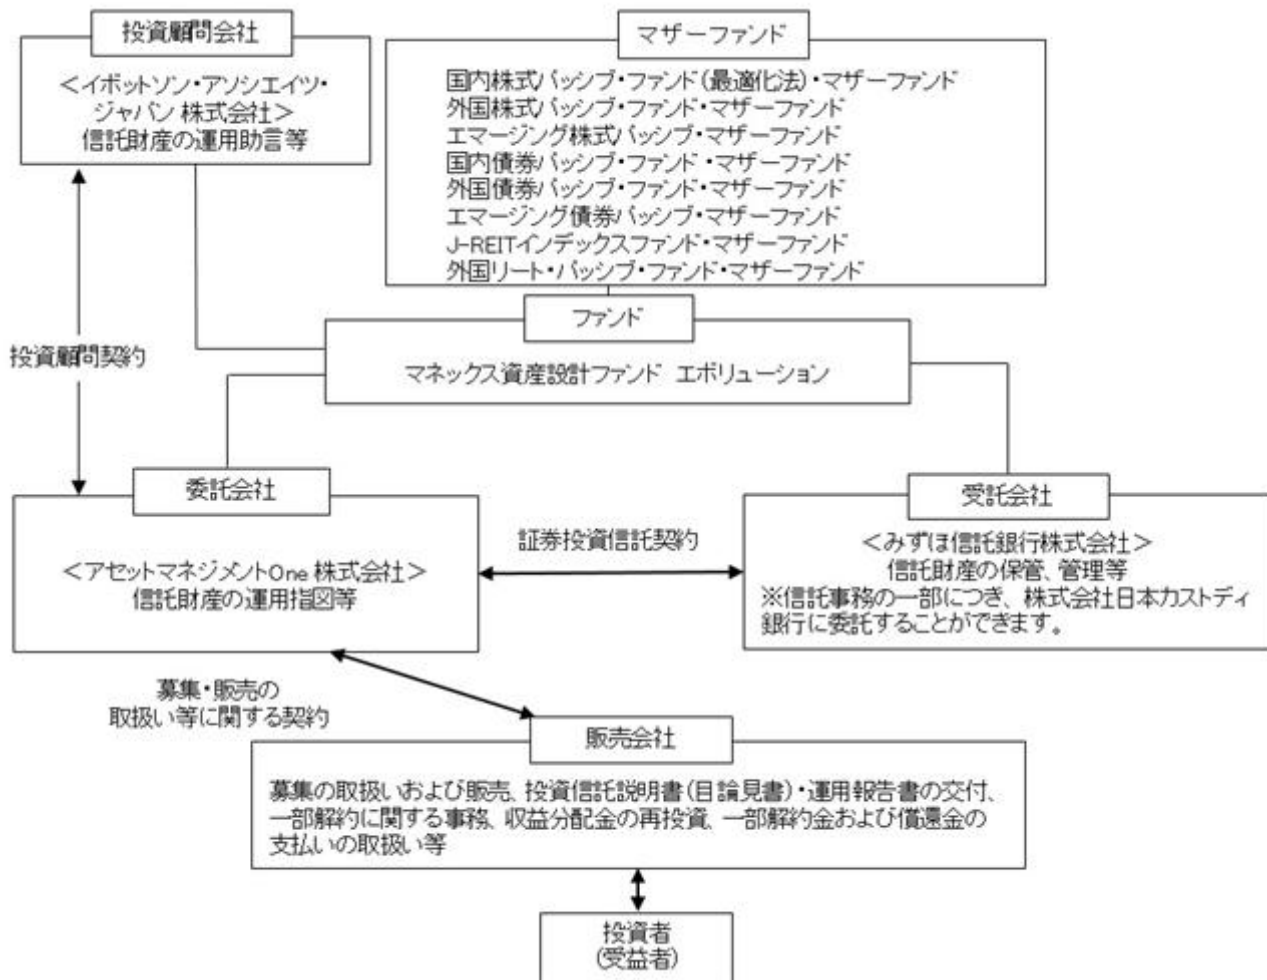 投資顧問会社
＜イボットソン・アソシエイツ・
ジャパン 株式会社＞
信託財産の運用助言等
マザーファンド
国内株式パッシブ・ファンド(最適化法)・マザーファンド
外国株式パッシブ・ファンド・マザーファンド
エマージング株式パッシブ・マザーファンド
国内債券パッシブ・ファンド・マザーファンド
外国債券パッシブ・ファンド・マザーファンド
エマージング債券パッシブ・マザーファンド
J-REITインデックスファンド・マザーファンド
外国リート・パッシブ・ファンド・マザーファンド
ファンド
マネックス資産設計ファンド エボリューション
投資顧問契約
委託会社
＜アセットマネジメントOne 株式会社＞
信託財産の運用指図等
証券投資信託契約
受託会社
＜みずほ信託銀行株式会社＞
信託財産の保管、管理等
※信託事務の一部につき、株式会社日本カストディ
銀行に委託することができます。
募集・販売の
取扱い等に関する契約
販売会社
募集の取扱いおよび販売、投資信託説明書(目論見書)・運用報告書の交付、
一部解約に関する事務、収益分配金の再投資、一部解約金および償還金の
支払いの取扱い等
投資者
(受益者)